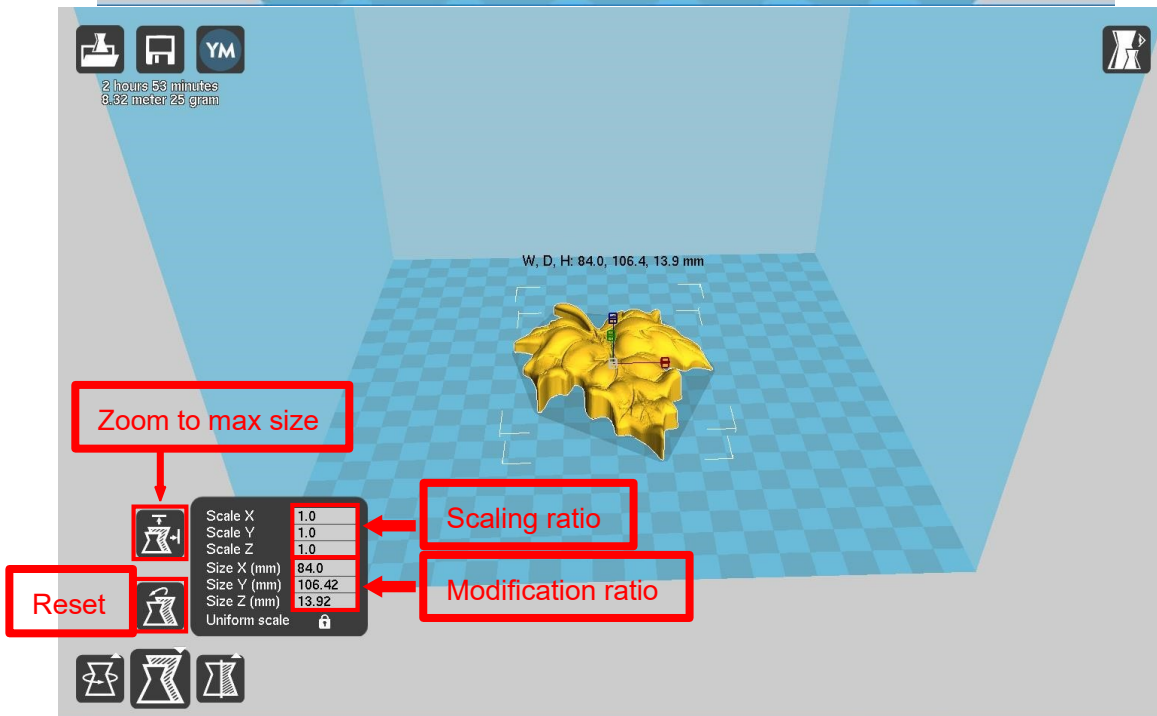 YM
2 hours 53 minutes
8.32 meter 25 gram
W, D, H: 84.0, 106.4, 13.9 mm
Zoom to max size
Scale X 1.0
Scale Y 1.0
Scale Z 1.0
Size X (mm) 84.0
Size Y (mm) 106.42
Size Z (mm) 13.92
Uniform scale
Scaling ratio
Modification ratio
Reset